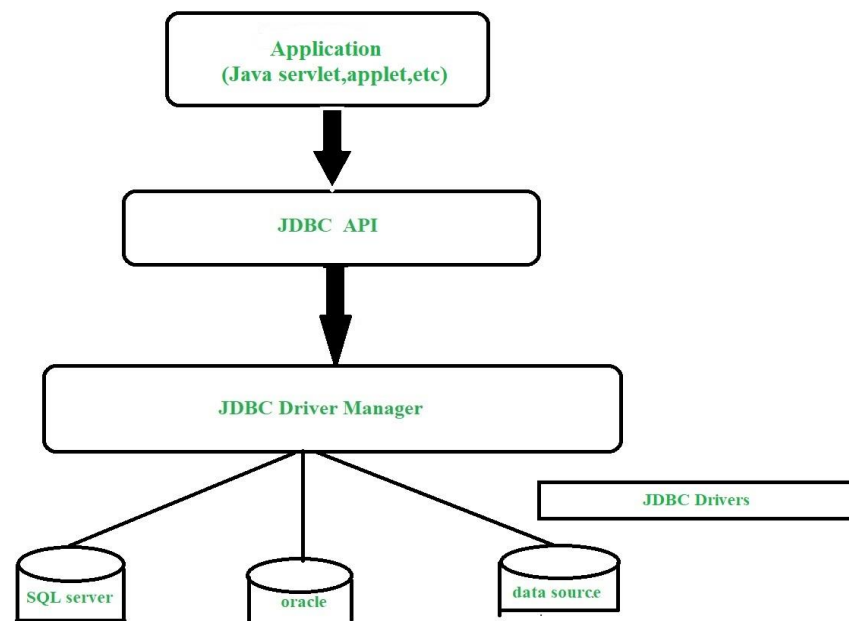 Application
(Java servlet,applet,etc)
JDBC API
JDBC Driver Manager
JDBC Drivers
SQL server
oracle
data source